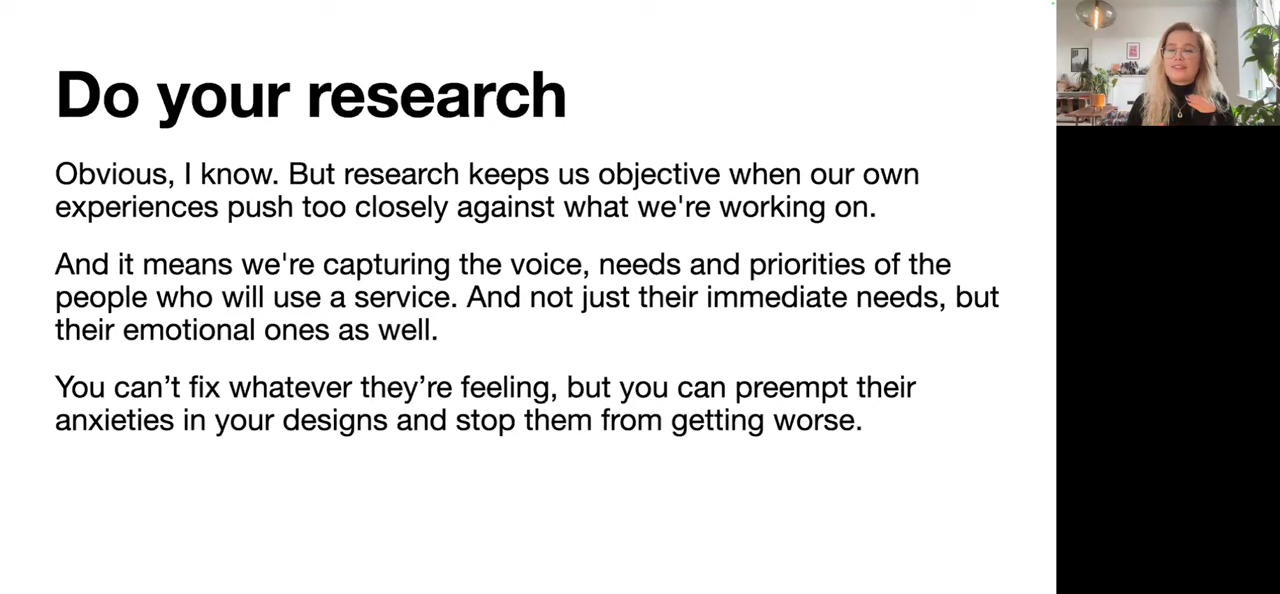 Do your research
Obvious, I know. But research keeps us objective when our own
experiences push too closely against what we're working on.
And it means we're capturing the voice, needs and priorities of the
people who will use a service. And not just their immediate needs, but
their emotional ones as well.
You can’t fix whatever they’re feeling, but you can preempt their
anxieties in your designs and stop them from getting worse.